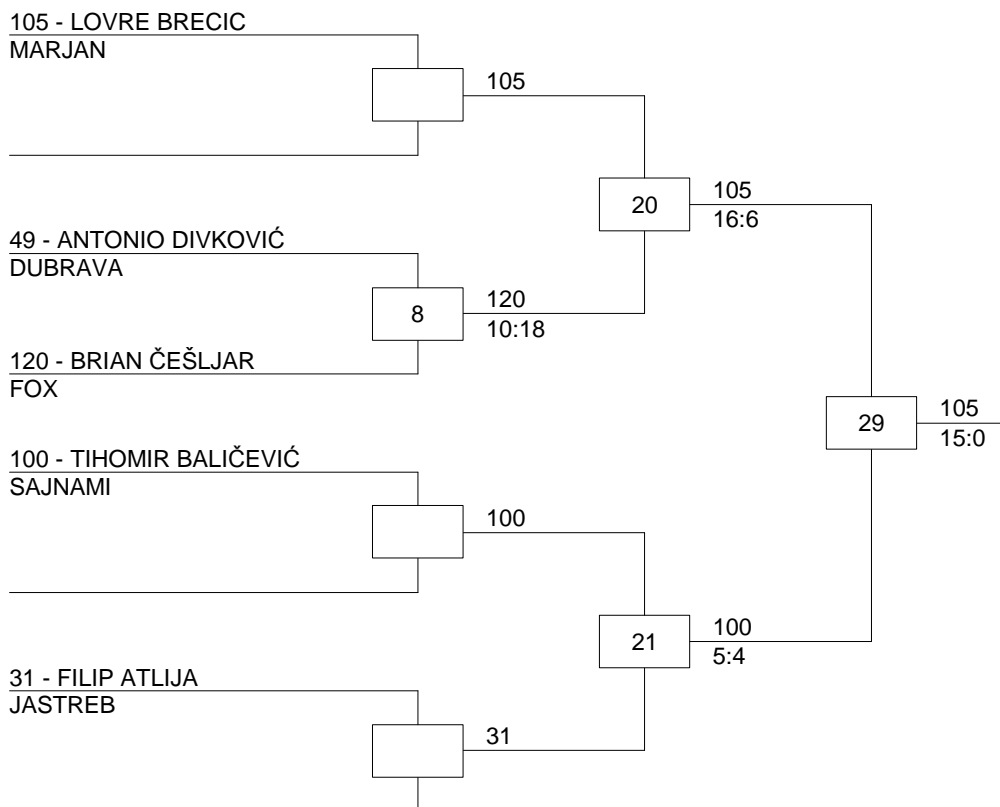 105 - LOVRE BRECIC
MARJAN
105
20
105
16:6
49 - ANTONIO DIVKOVIĆ
DUBRAVA
8
120
10:18
120 - BRIAN ČEŠLJAR
FOX
29
105
15:0
100 - TIHOMIR BALIČEVIĆ
SAJNAMI
100
21
100
5:4
31 - FILIP ATLIJA
JASTREB
31